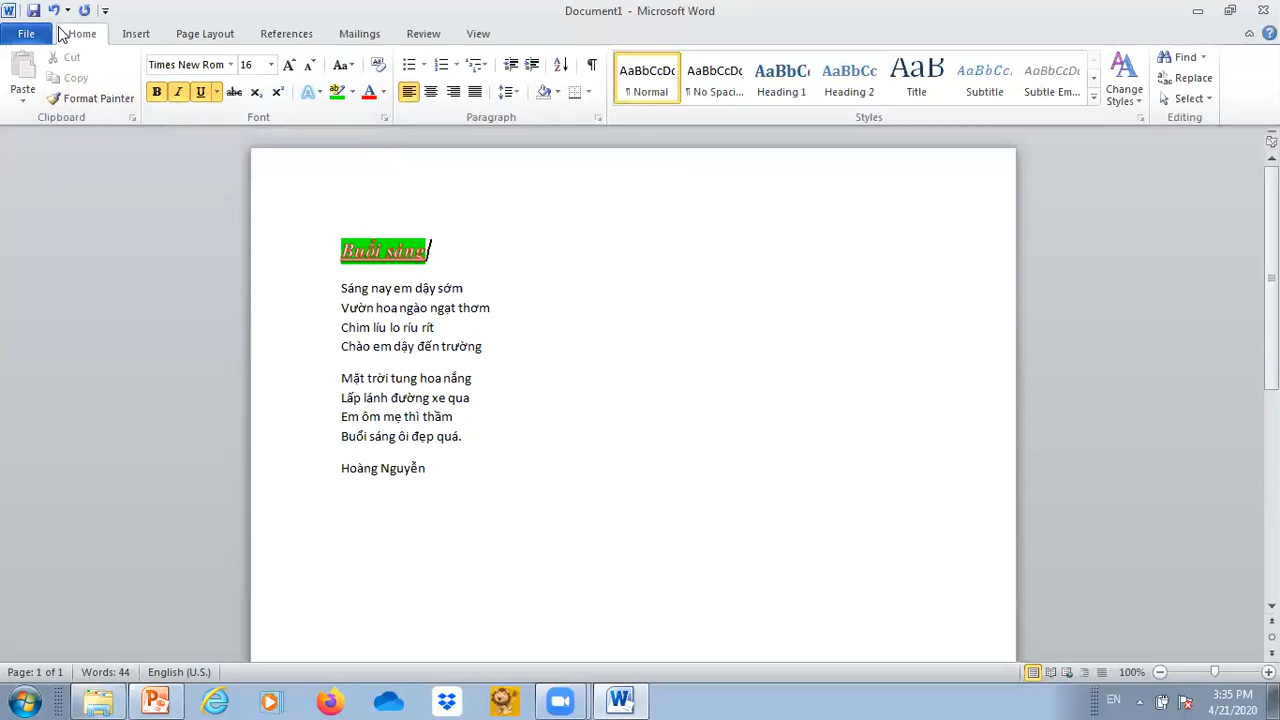 Document1 - Microsoft Word
File Home Insert Page Layout References Mailings Review View
Cut
Copy
Paste
Format Painter
Clipboard
Times New Rom 16
B I U abc
Font
Paragraph
AaBbCcDc AaBbCcDc AaBbC AaBbCc AaB AaBbCc. AaBbCcDc
¶ Normal ¶ No Spaci... Heading 1 Heading 2 Title Subtitle Subtle Em...
Styles
Change Styles
Find
Replace
Select
Editing
Buổi sáng
Sáng nay em dậy sớm
Vườn hoa ngào ngạt thơm
Chim líu lo ríu rít
Chào em dậy đến trường
Mặt trời tung hoa nắng
Lấp lánh đường xe qua
Em ôm mẹ thì thầm
Buổi sáng ôi đẹp quá.
Hoàng Nguyễn
Page: 1 of 1 Words: 44 English (U.S.) 100%
EN 3:35 PM
4/21/2020